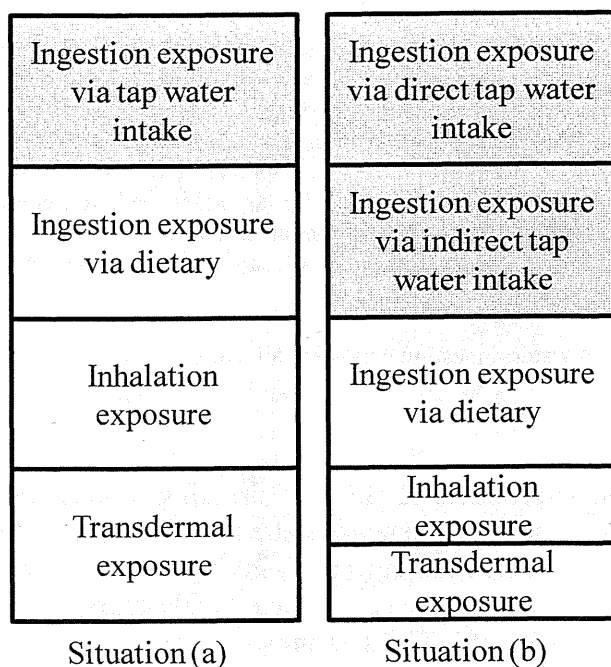 Ingestion exposure
via tap water
intake
Ingestion exposure
via dietary
Inhalation
exposure
Transdermal
exposure
Situation (a)
Ingestion exposure
via direct tap water
intake
Ingestion exposure
via indirect tap
water intake
Ingestion exposure
via dietary
Inhalation
exposure
Transdermal
exposure
Situation (b)